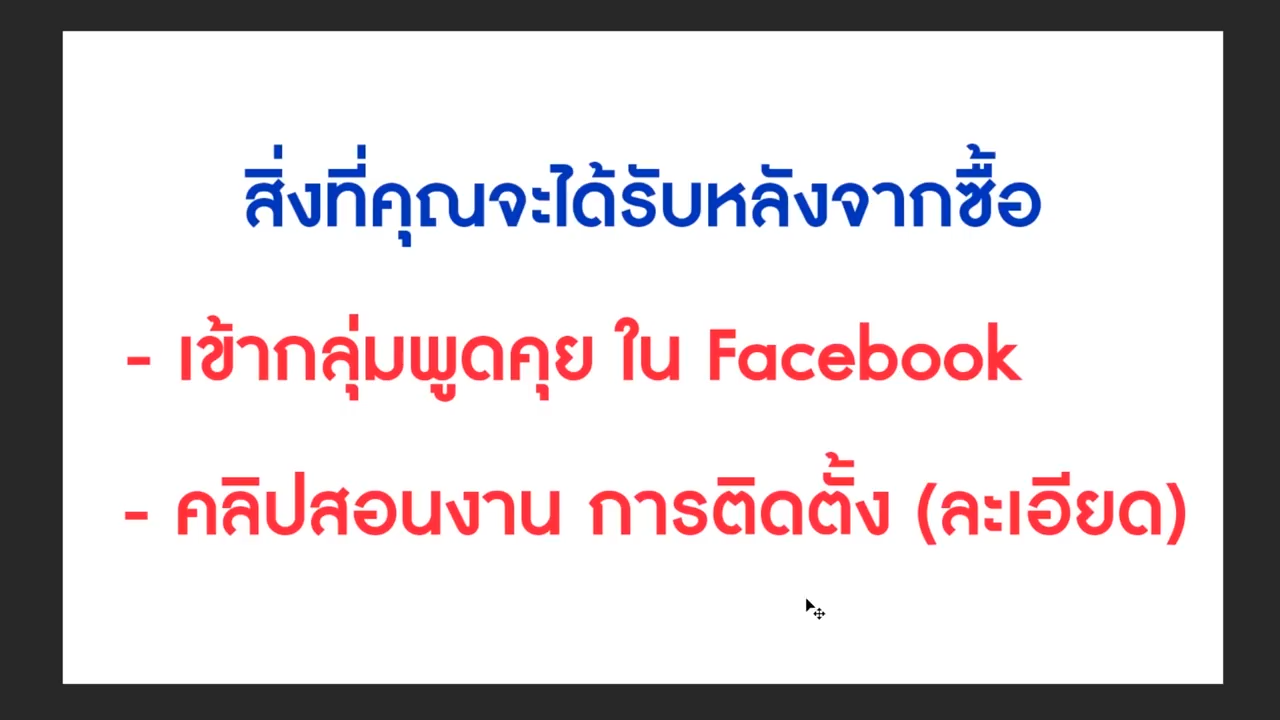 สิ่งที่คุณจะได้รับหลังจากซื้อ
- เข้ากลุ่มพูดคุย ใน Facebook
- คลิปสอนงาน การติดตั้ง (ละเอียด)